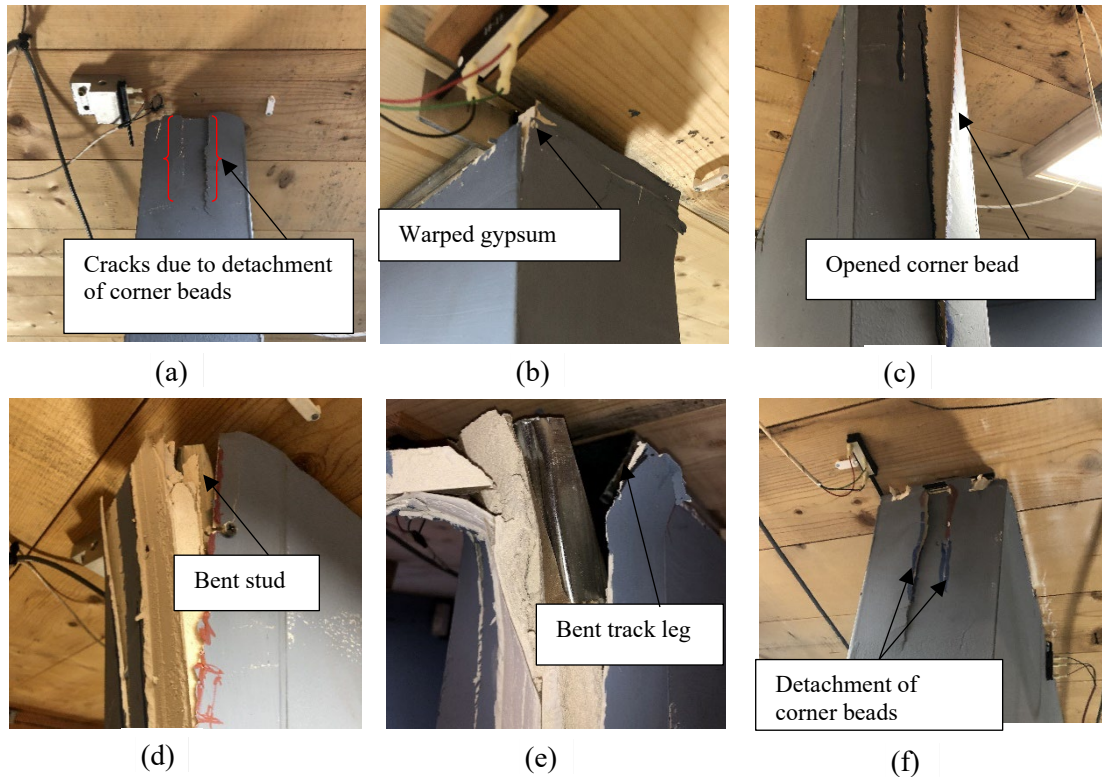 Cracks due to detachment
of corner beads
Warped gypsum
Opened corner bead
(a)
(b)
(c)
Bent stud
Bent track leg
Detachment of
corner beads
(d)
(e)
(f)